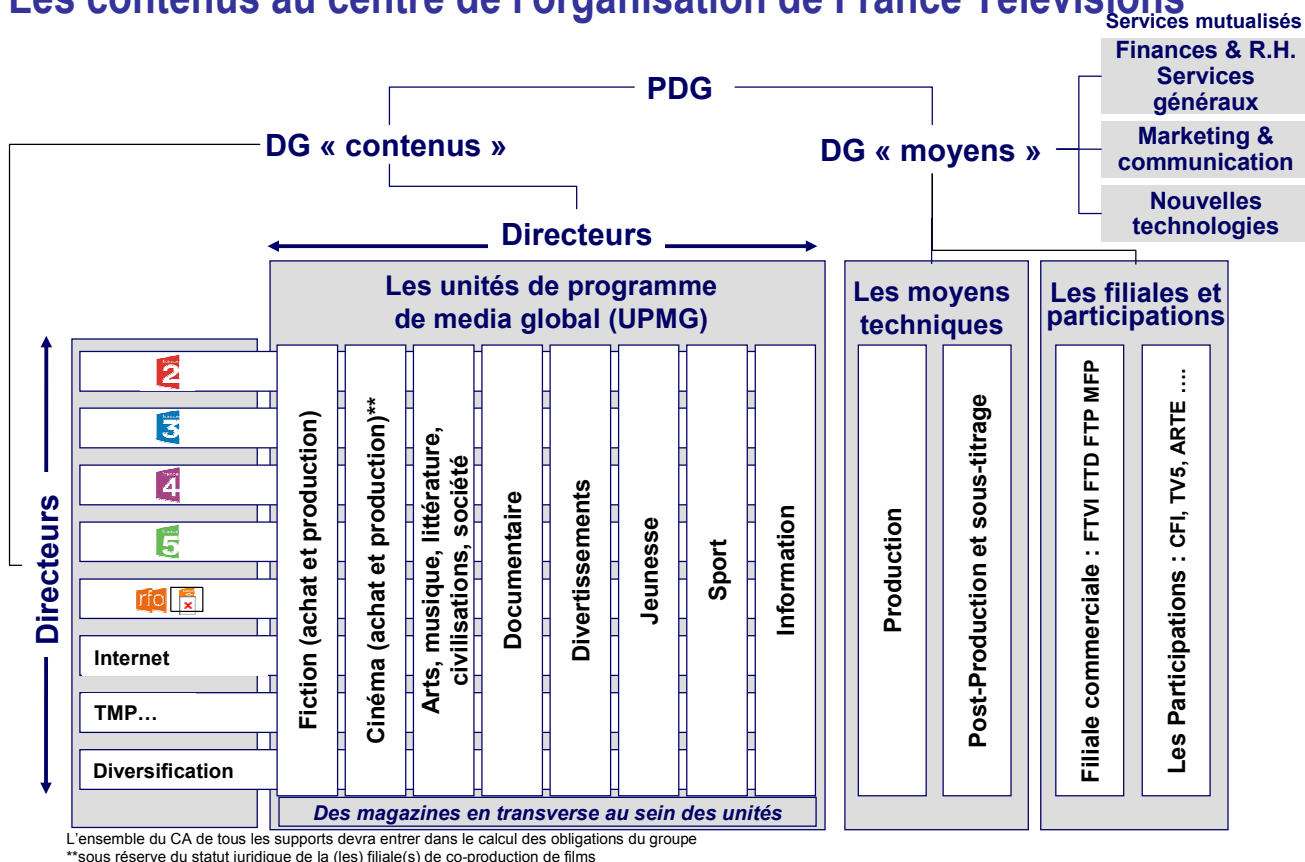 Les contenus au centre de l'organisation de France Télévisions
Services mutualisés
Finances & R.H.
Services
généraux
Marketing &
communication
Nouvelles
technologies
PDG
DG « contenus »
DG « moyens »
Directeurs
Les unités de programme
de media global (UPMG)
Les moyens
techniques
Les filiales et
participations
Directeurs
2
3
4
5
rfo
Internet
TMP…
Diversification
Fiction (achat et production)
Cinéma (achat et production)**
Arts, musique, littérature,
civilisations, société
Documentaire
Divertissements
Jeunesse
Sport
Information
Production
Post-Production et sous-titrage
Filiale commerciale : FTVI FTD FTP MFP
Les Participations : CFI, TV5, ARTE ….
Des magazines en transverse au sein des unités
L'ensemble du CA de tous les supports devra entrer dans le calcul des obligations du groupe
**sous réserve du statut juridique de la (les) filiale(s) de co-production de films